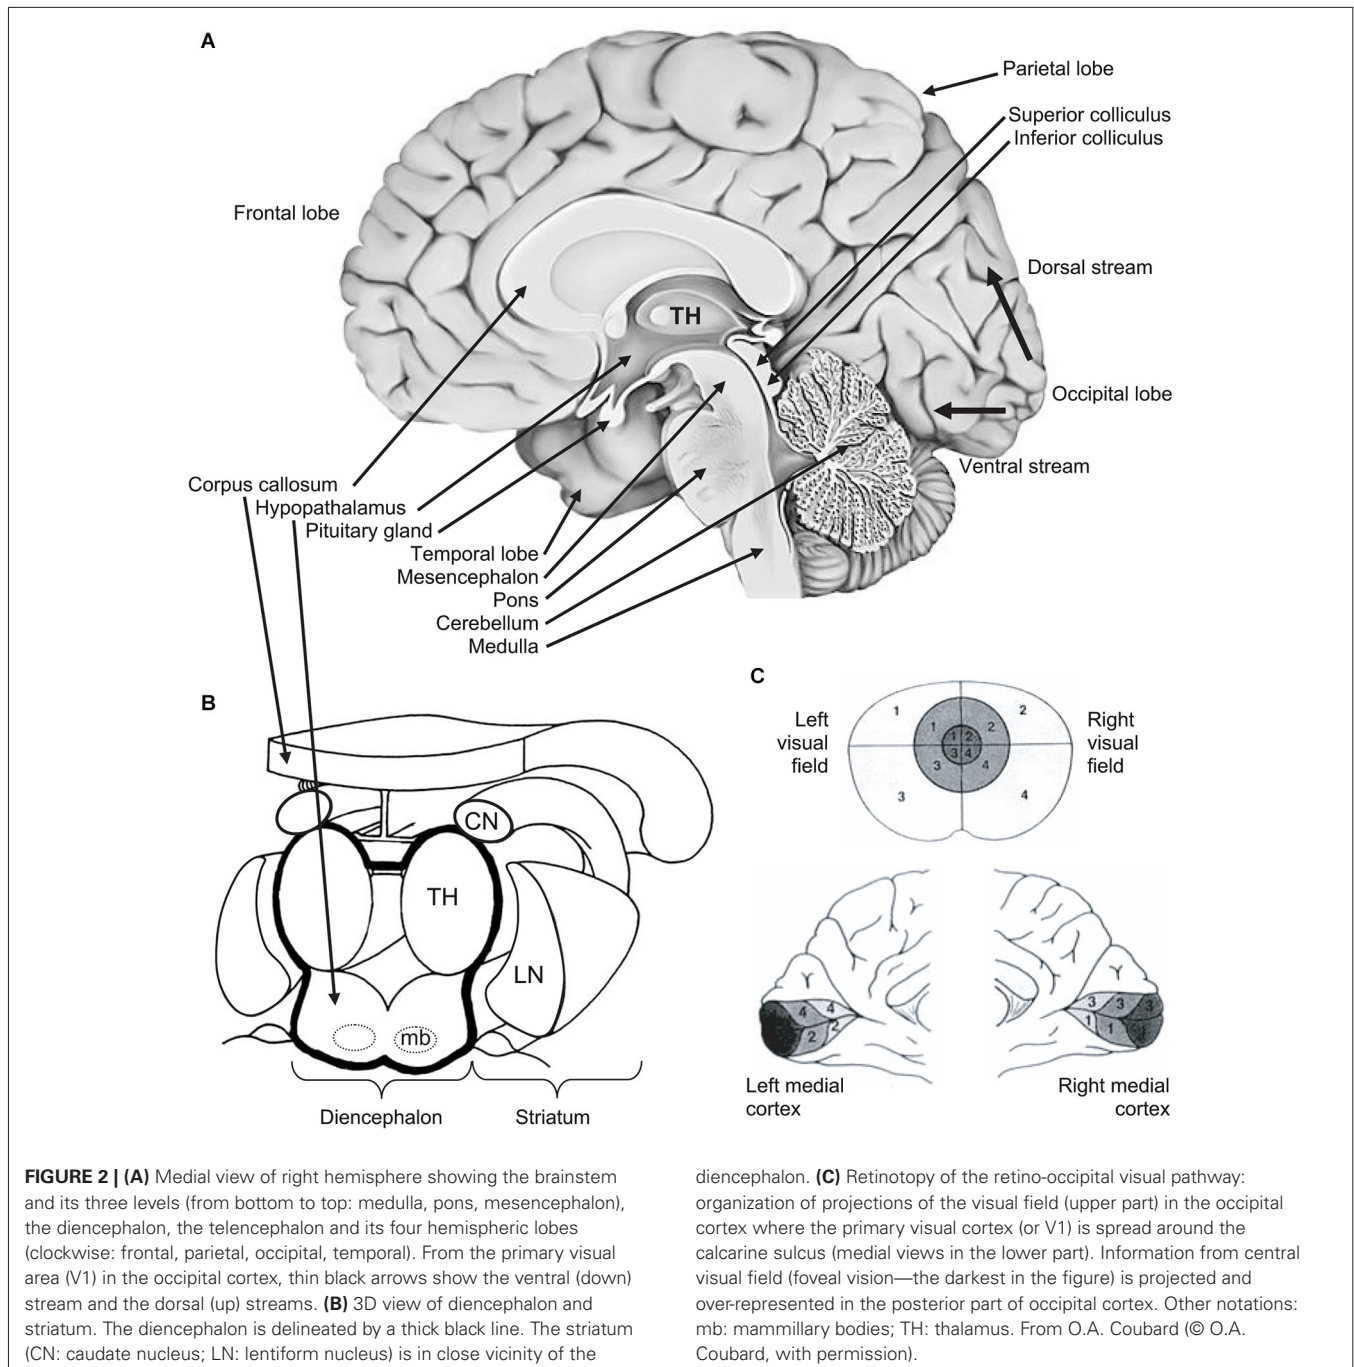 A
Parietal lobe
Superior colliculus
Inferior colliculus
Frontal lobe
Dorsal stream
TH
Occipital lobe
Ventral stream
Corpus callosum
Hypopathalamus
Pituitary gland
Temporal lobe
Mesencephalon
Pons
Cerebellum
Medulla
B
CN
TH
LN
mb
Diencephalon
Striatum
C
Left
visual
field
Right
visual
field
1 2
1 2
1 2
3 4
3 4
3 4
4 4
2 2
3 3 3
1 1
Left medial
cortex
Right medial
cortex
FIGURE 2 | (A) Medial view of right hemisphere showing the brainstem
and its three levels (from bottom to top: medulla, pons, mesencephalon),
the diencephalon, the telencephalon and its four hemispheric lobes
(clockwise: frontal, parietal, occipital, temporal). From the primary visual
area (V1) in the occipital cortex, thin black arrows show the ventral (down)
stream and the dorsal (up) streams. (B) 3D view of diencephalon and
striatum. The diencephalon is delineated by a thick black line. The striatum
(CN: caudate nucleus; LN: lentiform nucleus) is in close vicinity of the
diencephalon. (C) Retinotopy of the retino-occipital visual pathway:
organization of projections of the visual field (upper part) in the occipital
cortex where the primary visual cortex (or V1) is spread around the
calcarine sulcus (medial views in the lower part). Information from central
visual field (foveal vision—the darkest in the figure) is projected and
over-represented in the posterior part of occipital cortex. Other notations:
mb: mammillary bodies; TH: thalamus. From O.A. Coubard (© O.A.
Coubard, with permission).